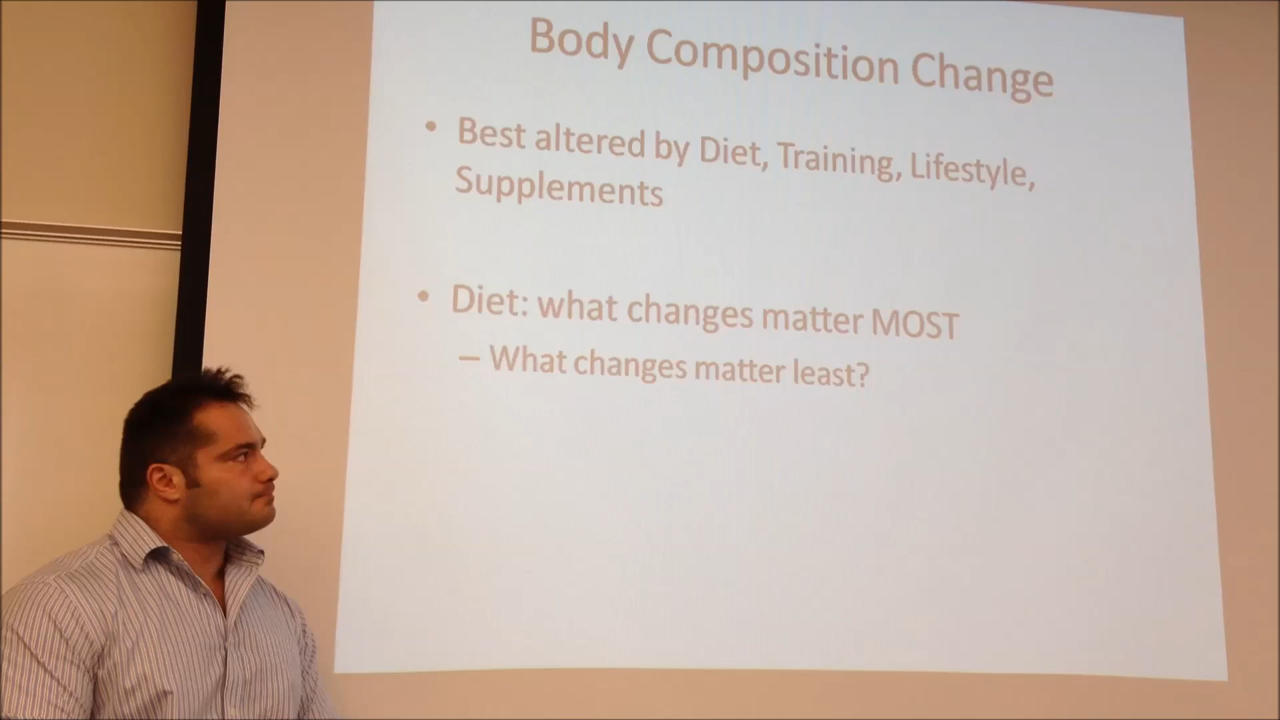 Body Composition Change
• Best altered by Diet, Training, Lifestyle,
Supplements
• Diet: what changes matter MOST
– What changes matter least?